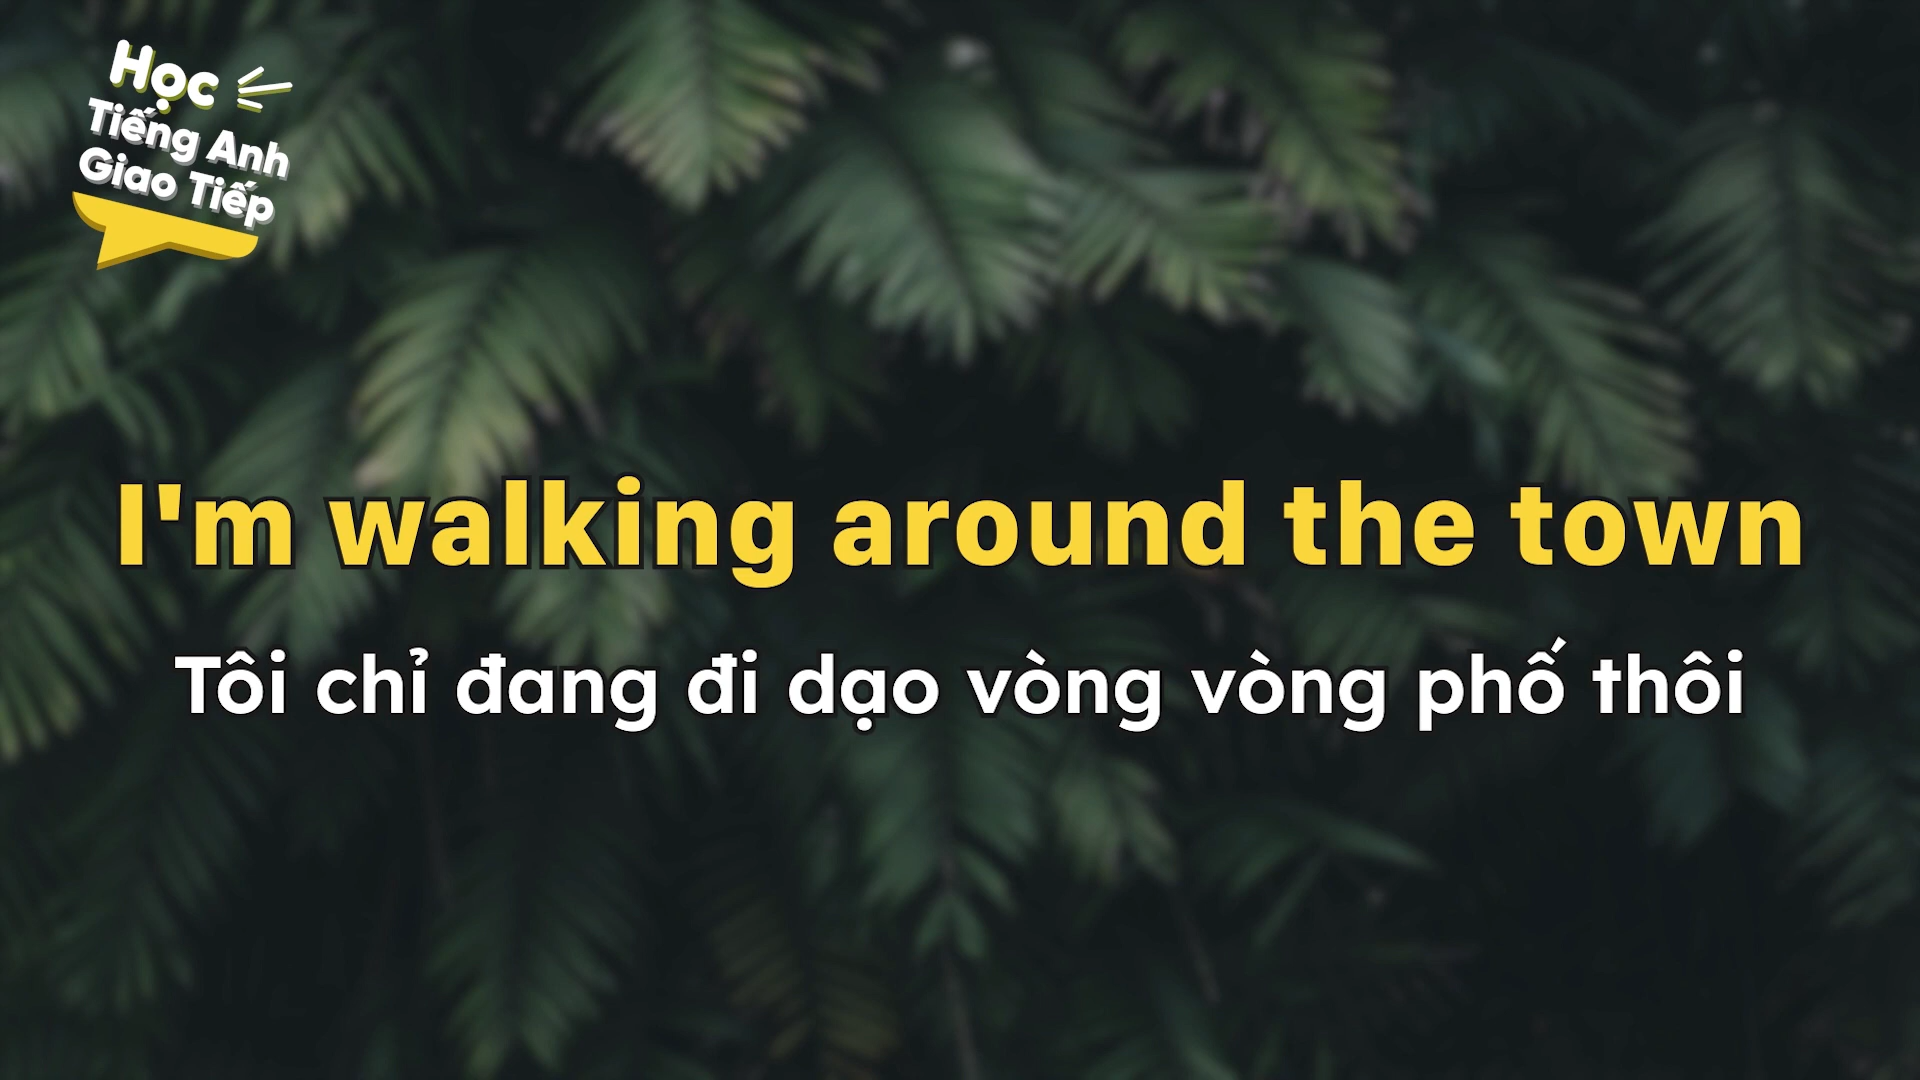 Học
Tiếng Anh
Giao Tiếp
I'm walking around the town
Tôi chỉ đang đi dạo vòng vòng phố thôi